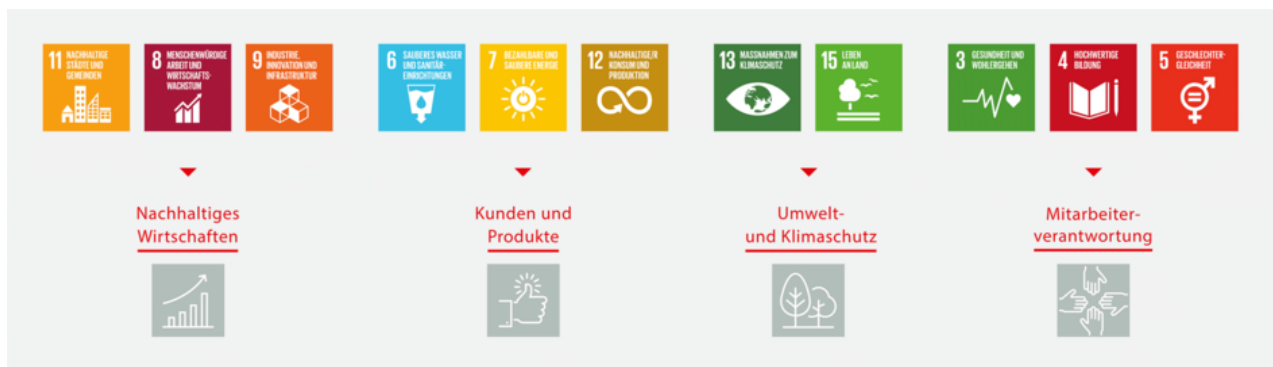 11 NACHHALTIGE
STÄDTE UND
GEMEINDEN
8 MENSCHENWÜRDIGE
ARBEIT UND
WIRTSCHAFTS-
WACHSTUM
9 INDUSTRIE,
INNOVATION UND
INFRASTRUKTUR
6 SAUBERES WASSER
UND SANITÄR-
EINRICHTUNGEN
7 BEZAHLBARE UND
SAUBERE ENERGIE
12 NACHHALTIGE/R
KONSUM UND
PRODUKTION
13 MASSNAHMEN ZUM
KLIMASCHUTZ
15 LEBEN
AN LAND
3 GESUNDHEIT UND
WOHLERGEHEN
4 HOCHWERTIGE
BILDUNG
5 GESCHLECHTER-
GLEICHHEIT
Nachhaltiges
Wirtschaften
Kunden und
Produkte
Umwelt-
und Klimaschutz
Mitarbeiter-
verantwortung